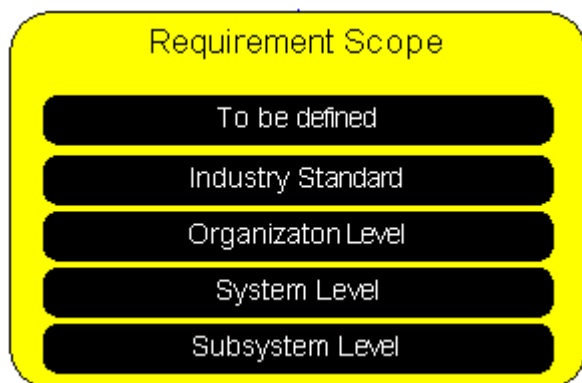 Requirement Scope
To be defined
Industry Standard
Organizaton Level
System Level
Subsystem Level